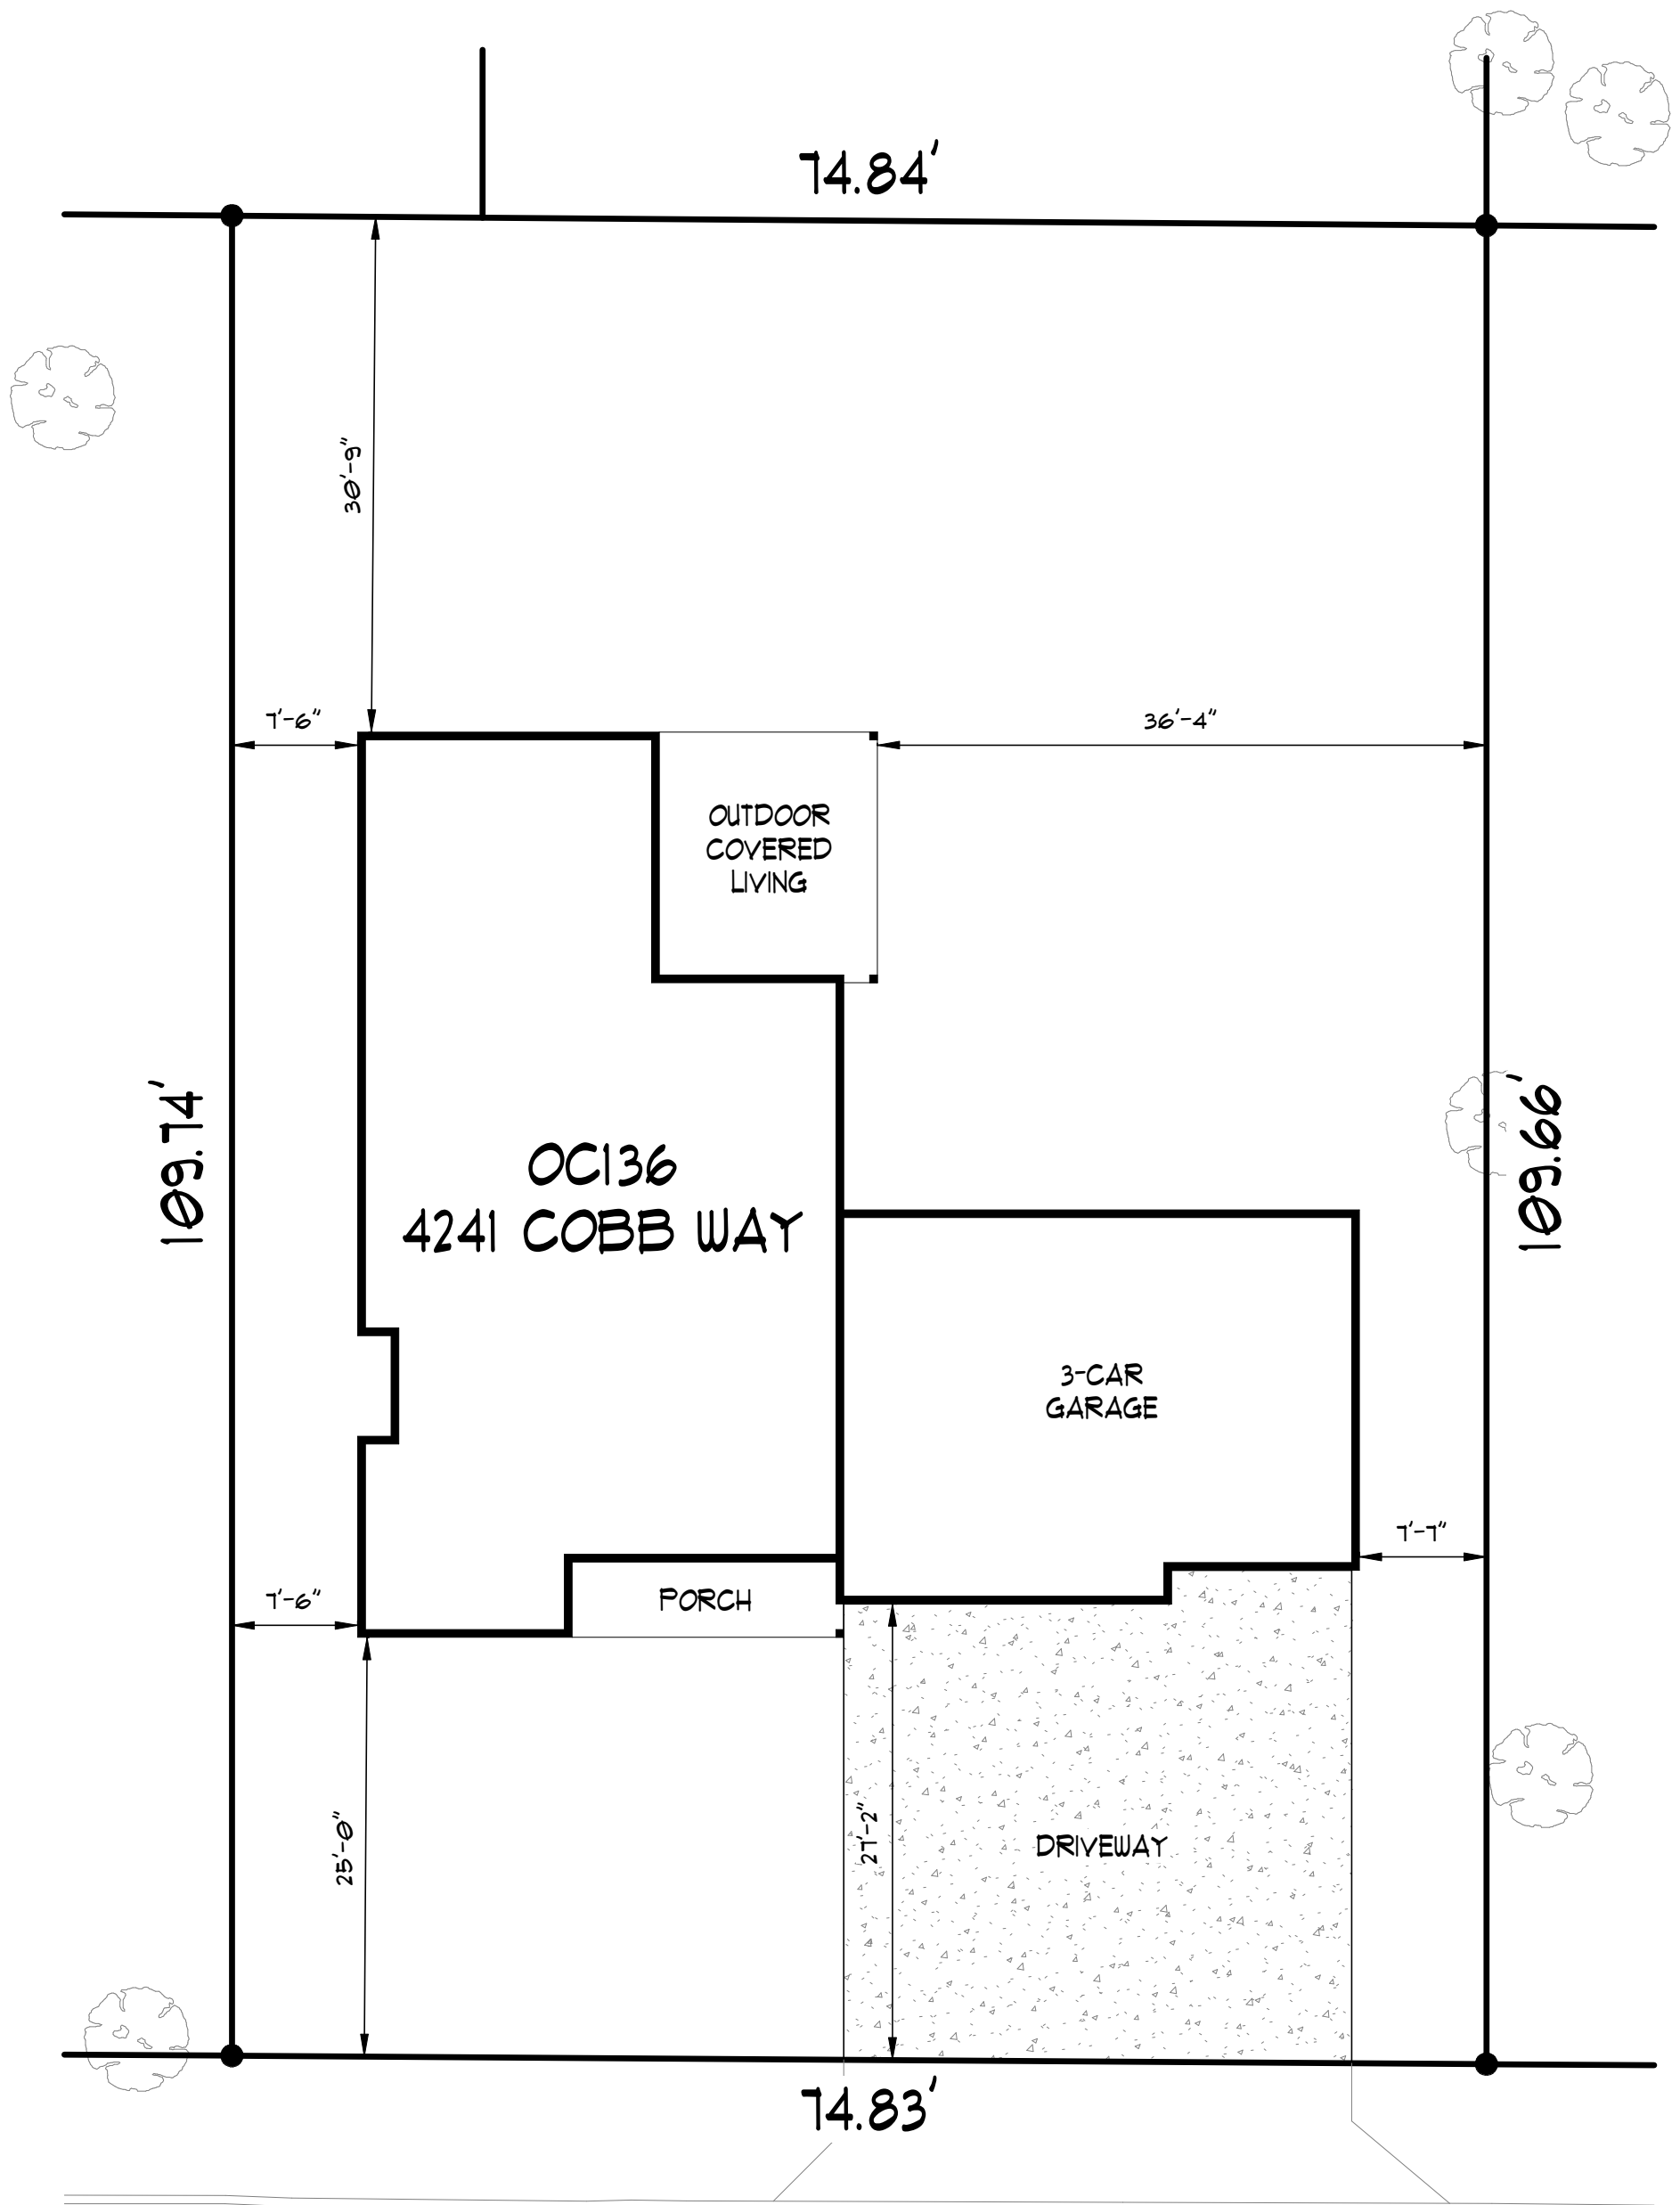 74.84'
30'-9"
7'-6"
36'-4"
OUTDOOR
COVERED
LIVING
109.74'
109.66'
OC136
4241 COBB WAY
3-CAR
GARAGE
7'-7"
7'-6"
PORCH
25'-0"
27'-2"
DRIVEWAY
74.83'